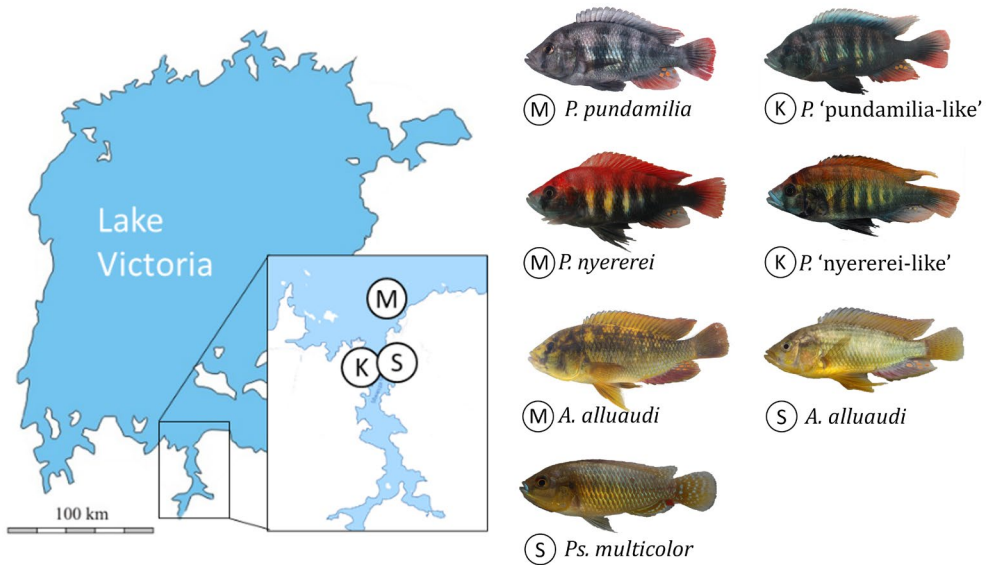 Lake
Victoria
M
K
S
100 km
M P. pundamilia
K P. ‘pundamilia-like’
M P. nyererei
K P. ‘nyererei-like’
M A. alluaudi
S A. alluaudi
S Ps. multicolor